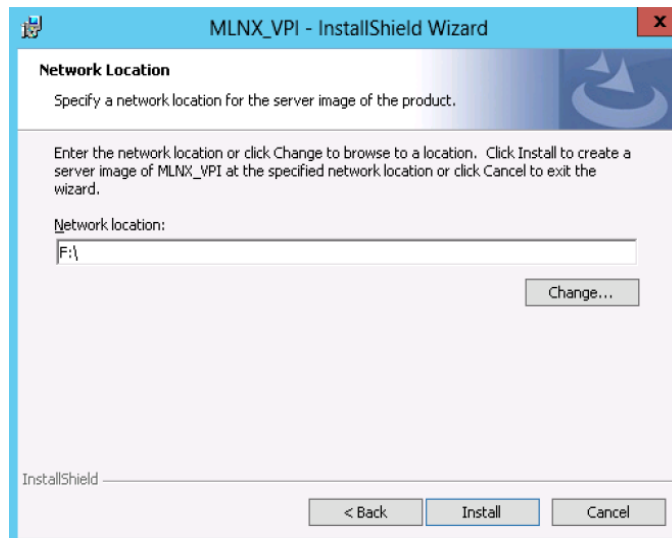 MLNX_VPI - InstallShield Wizard
x
Network Location
Specify a network location for the server image of the product.
Enter the network location or click Change to browse to a location. Click Install to create a
server image of MLNX_VPI at the specified network location or click Cancel to exit the
wizard.
Network location:
F:\
Change...
InstallShield
< Back Install Cancel